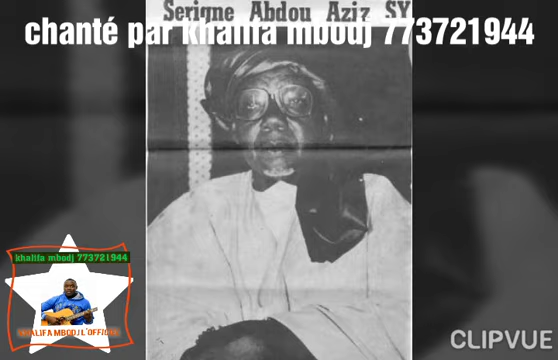 Serigne Abdou Aziz SY
chanté par khalifa mbodj 773721944
khalifa mbodj 773721944
KHALIFA MBODJ L'OFFICIEL
CLIPVUE